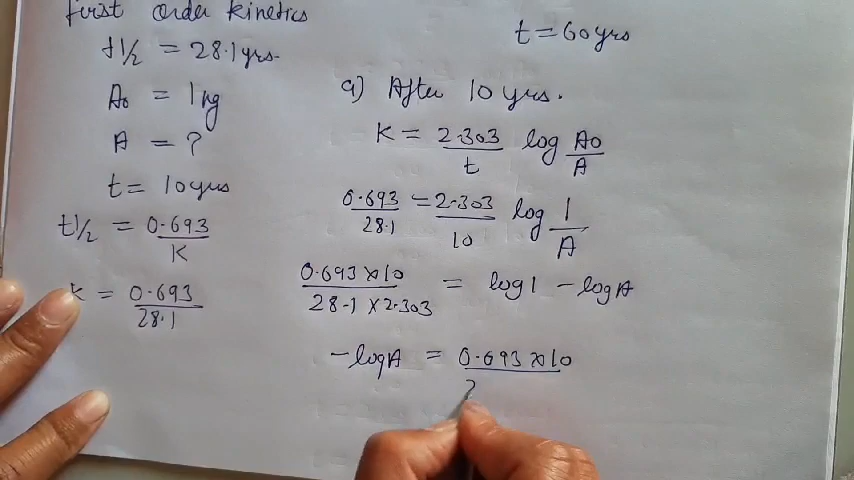 first order kinetics
t1/2 = 28.1 yrs.
A0 = 1 ng
A = ?
t = 10 yrs
t1/2 = 0.693 / K
K = 0.693 / 28.1
t = 60 yrs
a) After 10 yrs.
K = 2.303 / t log A0 / A
0.693 / 28.1 = 2.303 / 10 log 1 / A
0.693 x 10 / 28.1 x 2.303 = log 1 - log A
- log A = 0.693 x 10 / 2